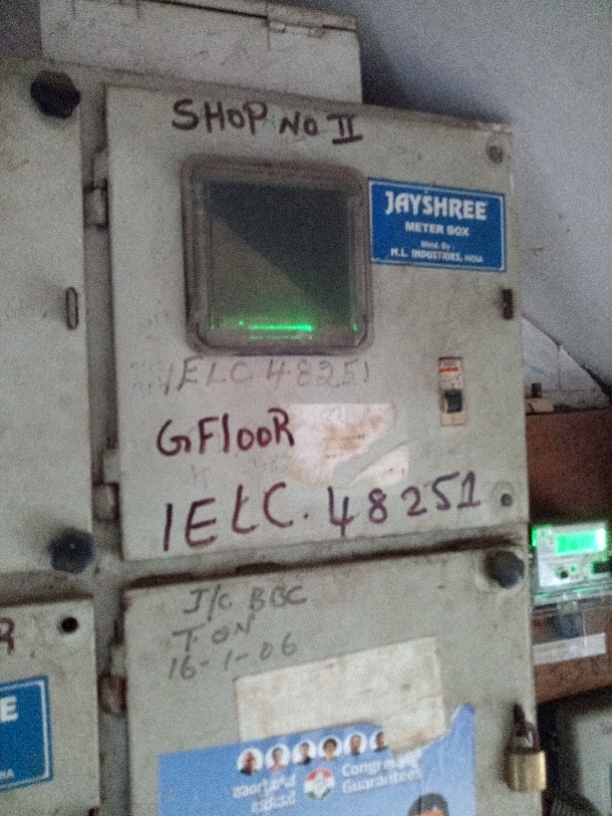 SHOP NO II
JAYSHREE
METER BOX
Mfd. By :
M.L. INDUSTRIES, INDIA
IELC.48251
GFlooR
IELC.48251
J/C BBC
T ON
16-1-06
R
E
IA
ಕಾಂಗ್ರೆಸ್
Guarantees